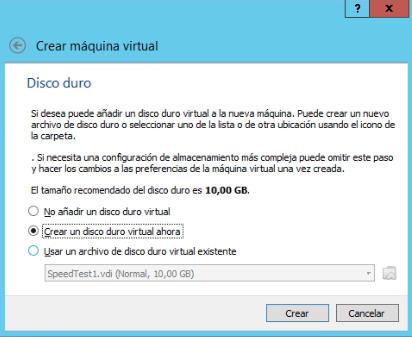 ?
x
Crear máquina virtual
Disco duro
Si desea puede añadir un disco duro virtual a la nueva máquina. Puede crear un nuevo
archivo de disco duro o seleccionar uno de la lista o de otra ubicación usando el icono de
la carpeta.
. Si necesita una configuración de almacenamiento más compleja puede omitir este paso
y hacer los cambios a las preferencias de la máquina virtual una vez creada.
El tamaño recomendado del disco duro es 10,00 GB.
No añadir un disco duro virtual
Crear un disco duro virtual ahora
Usar un archivo de disco duro virtual existente
SpeedTest1.vdi (Normal, 10,00 GB)
Crear
Cancelar